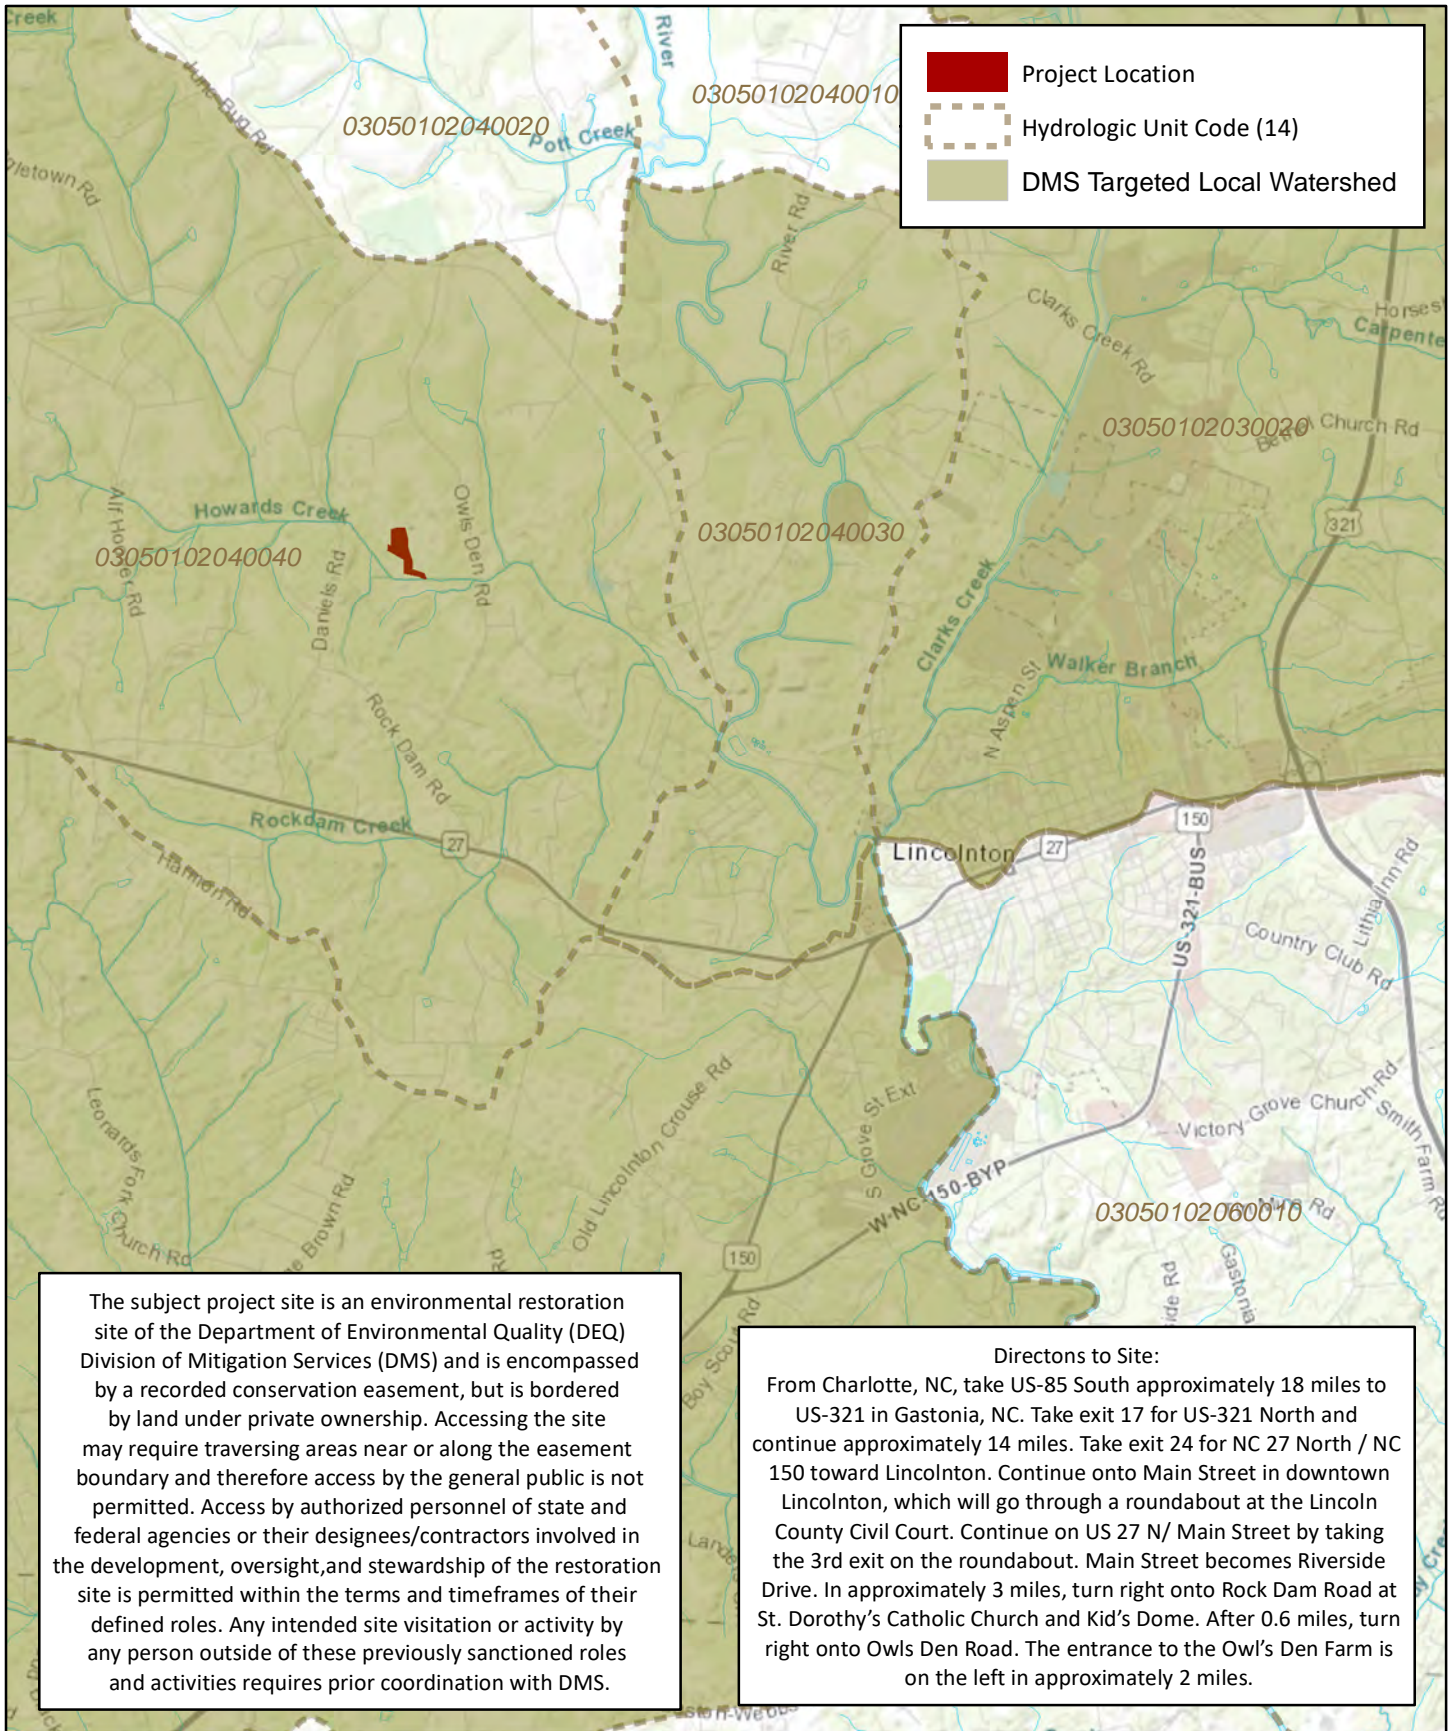 Creek
River
Project Location
Hydrologic Unit Code (14)
DMS Targeted Local Watershed
June Bug Rd
03050102040010
03050102040020
Pott Creek
River Rd
Clarks Creek Rd
03050102030020
Church Rd
321
Howards Creek
Owls Den Rd
03050102040030
03050102040040
Daniels Rd
Clarks Creek
Walker Branch
N Aspen St
Rock Dam Rd
Rockdam Creek
27
150
Lincolnton
27
Harmon Rd
US-321-BUS
Lithia Inn Rd
Country Club Rd
Leonards Fork Church Rd
Old Lincolnton Crouse Rd
S Grove St Ext
Victory-Grove Church-Rd
Smith Farm Rd
W-NC-150-BYP
03050102060010
Rd
Brown Rd
Rd
150
Gastonia
Boy Scout Rd
The subject project site is an environmental restoration
site of the Department of Environmental Quality (DEQ)
Division of Mitigation Services (DMS) and is encompassed
by a recorded conservation easement, but is bordered
by land under private ownership. Accessing the site
may require traversing areas near or along the easement
boundary and therefore access by the general public is not
permitted. Access by authorized personnel of state and
federal agencies or their designees/contractors involved in
the development, oversight,and stewardship of the restoration
site is permitted within the terms and timeframes of their
defined roles. Any intended site visitation or activity by
any person outside of these previously sanctioned roles
and activities requires prior coordination with DMS.
Directons to Site:
From Charlotte, NC, take US-85 South approximately 18 miles to
US-321 in Gastonia, NC. Take exit 17 for US-321 North and
continue approximately 14 miles. Take exit 24 for NC 27 North / NC
150 toward Lincolnton. Continue onto Main Street in downtown
Lincolnton, which will go through a roundabout at the Lincoln
County Civil Court. Continue on US 27 N/ Main Street by taking
the 3rd exit on the roundabout. Main Street becomes Riverside
Drive. In approximately 3 miles, turn right onto Rock Dam Road at
St. Dorothy's Catholic Church and Kid's Dome. After 0.6 miles, turn
right onto Owls Den Road. The entrance to the Owl's Den Farm is
on the left in approximately 2 miles.